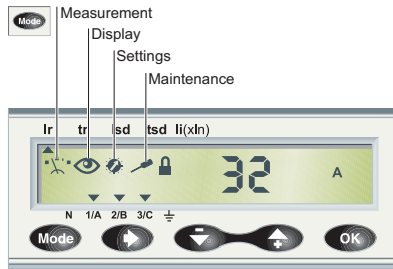 Mode
Measurement
Display
Settings
Maintenance
Ir tr Isd tsd Ii(xIn)
32 A
N 1/A 2/B 3/C
Mode OK